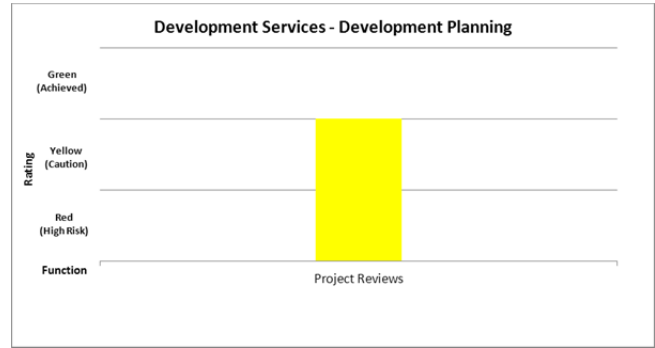 Development Services - Development Planning
Green
(Achieved)
Yellow
(Caution)
Rating
Red
(High Risk)
Function
Project Reviews